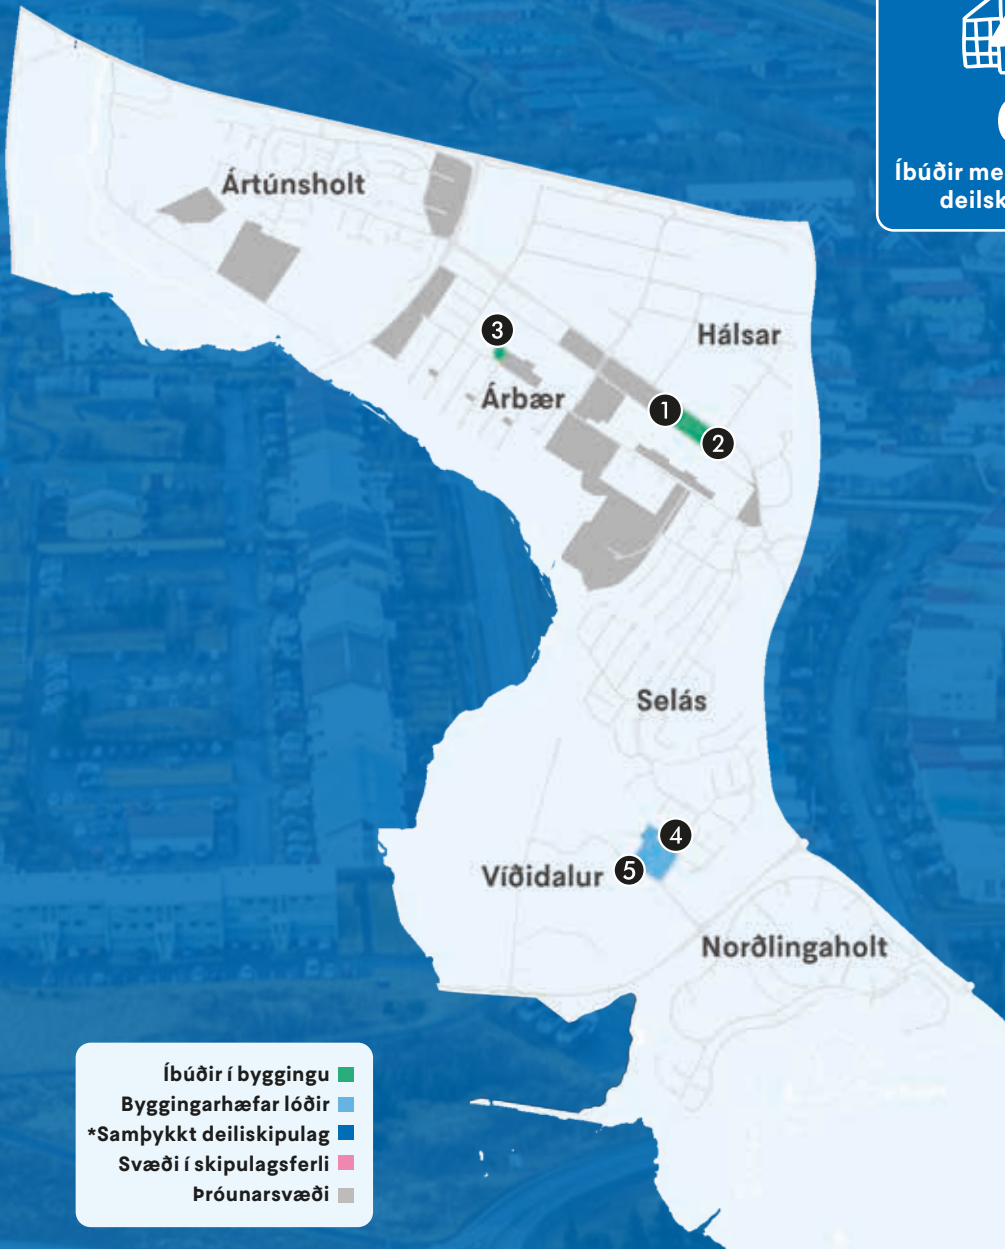 Íbúðir me
deilsk
Ártúnsholt
Hálsar
3
Árbær
1
2
Selás
4
Víðidalur 5
Norðlingaholt
Íbúðir í byggingu
Byggingarhæfar lóðir
*Samþykkt deiliskipulag
Svæði í skipulagsferli
Þróunarsvæði